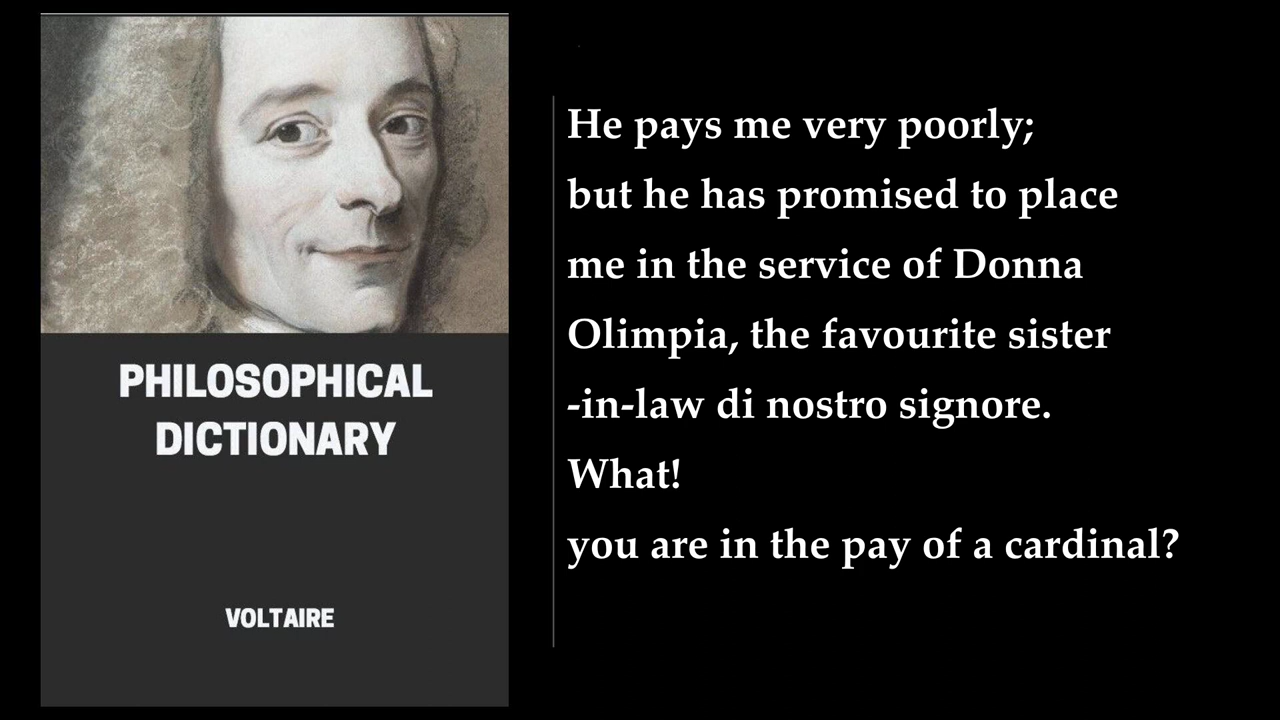 PHILOSOPHICAL
DICTIONARY
VOLTAIRE
He pays me very poorly;
but he has promised to place
me in the service of Donna
Olimpia, the favourite sister
-in-law di nostro signore.
What!
you are in the pay of a cardinal?